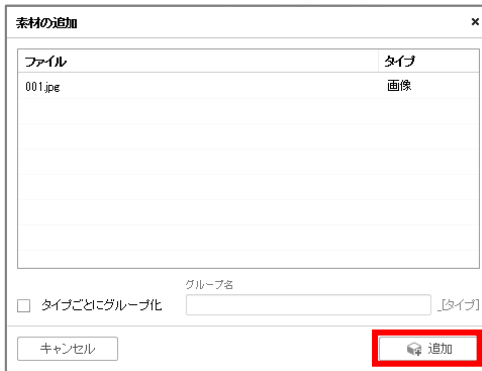 素材の追加 ×
ファイル タイプ
001.jpg 画像
グループ名
タイプごとにグループ化 _[タイプ]
キャンセル 追加